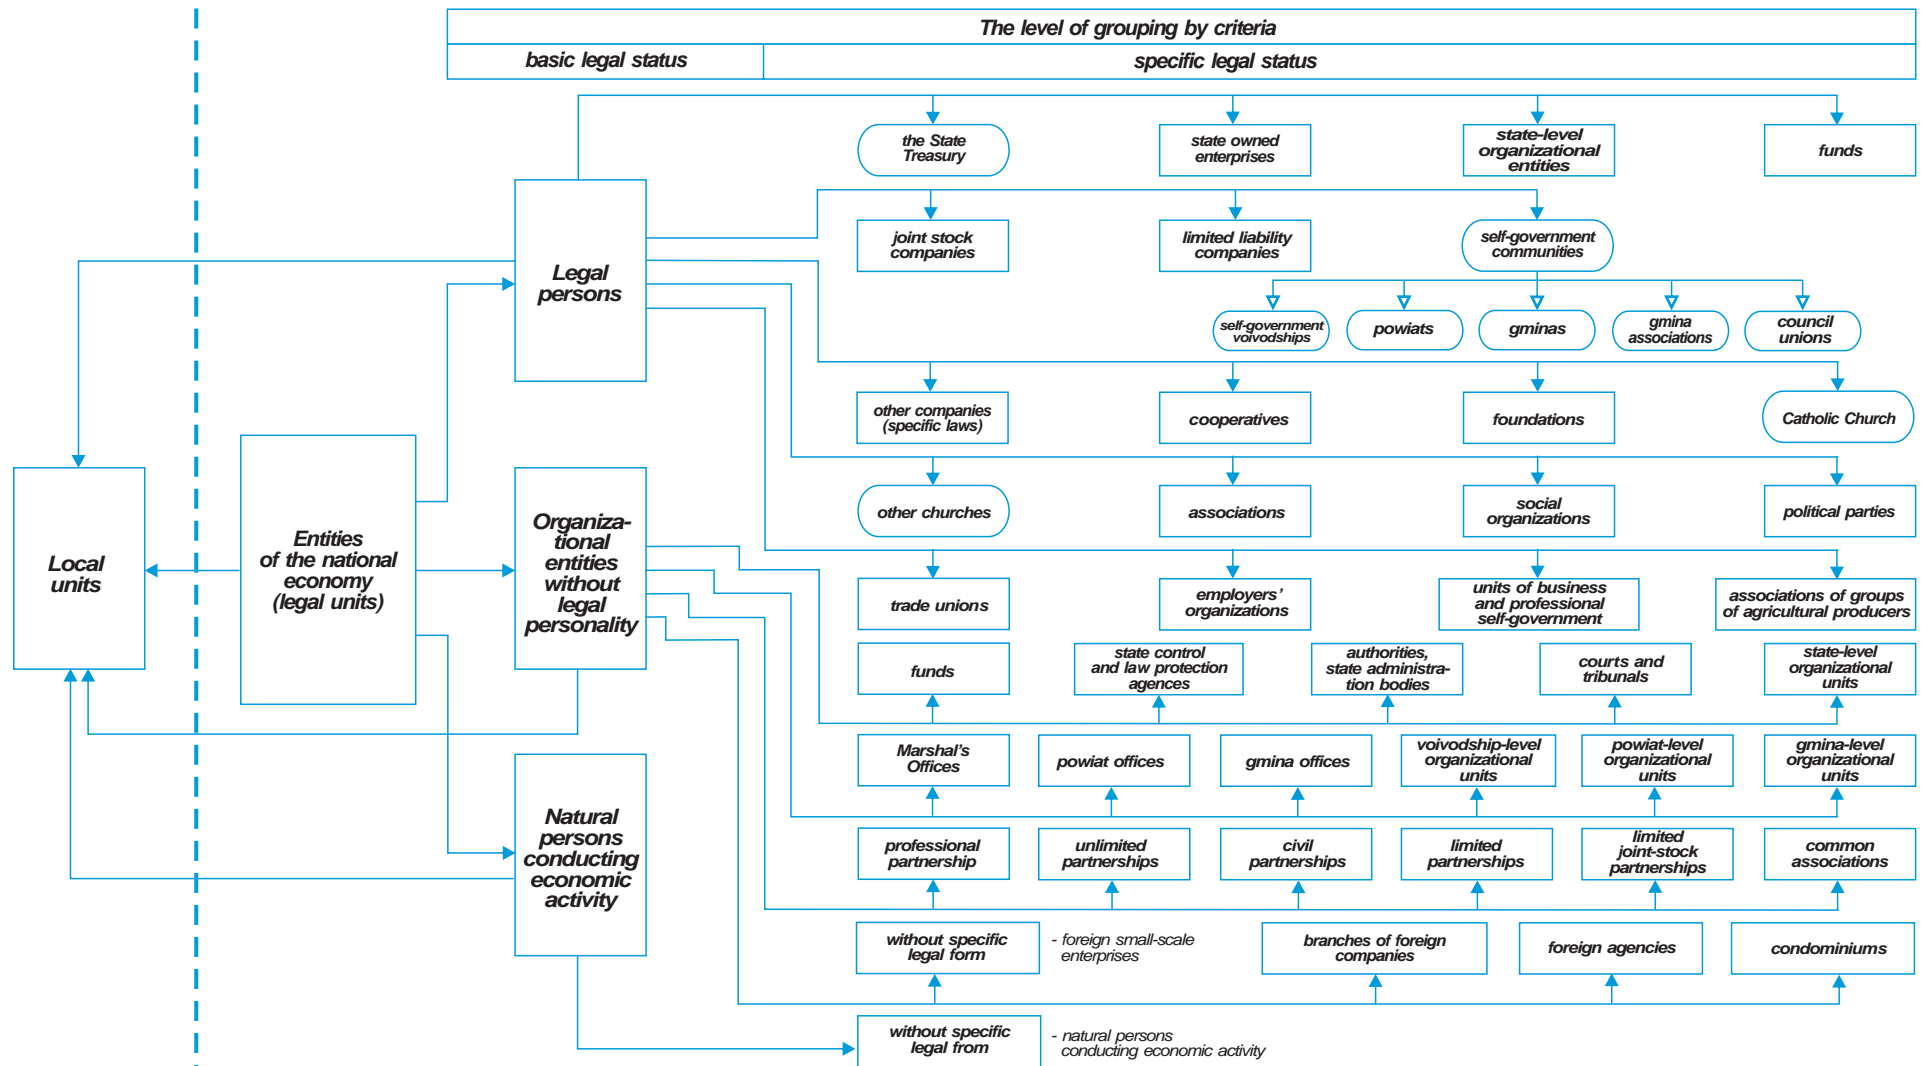 The level of grouping by criteria
basic legal status
specific legal status
the State
Treasury
state owned
enterprises
state-level
organizational
entities
funds
Legal
persons
joint stock
companies
limited liability
companies
self-government
communities
self-government
voivodships
powiats
gminas
gmina
associations
council
unions
other companies
(specific laws)
cooperatives
foundations
Catholic Church
Local
units
Entities
of the national
economy
(legal units)
Organiza-
tional
entities
without
legal
personality
other churches
associations
social
organizations
political parties
trade unions
employers’
organizations
units of business
and professional
self-government
associations of groups
of agricultural producers
funds
state control
and law protection
agences
authorities,
state administra-
tion bodies
courts and
tribunals
state-level
organizational
units
Marshal’s
Offices
powiat offices
gmina offices
voivodship-level
organizational
units
powiat-level
organizational
units
gmina-level
organizational
units
Natural
persons
conducting
economic
activity
professional
partnership
unlimited
partnerships
civil
partnerships
limited
partnerships
limited
joint-stock
partnerships
common
associations
without specific
legal form
- foreign small-scale
enterprises
branches of foreign
companies
foreign agencies
condominiums
without specific
legal from
- natural persons
conducting economic activity